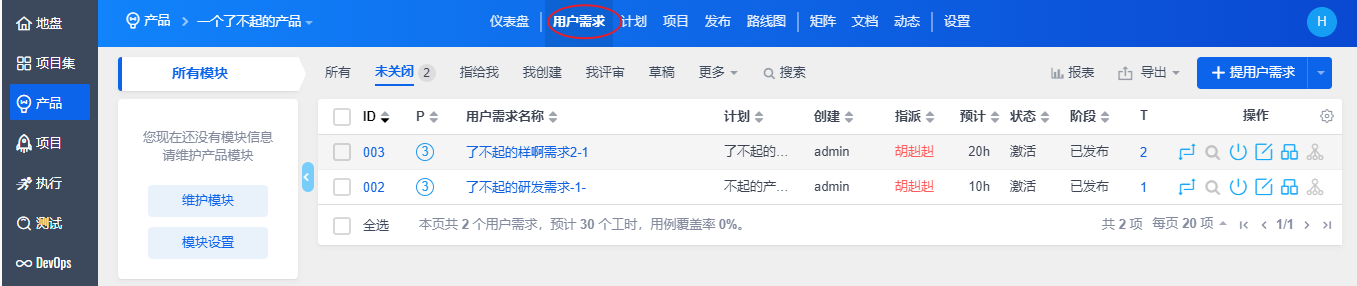 地盘
项目集
产品
项目
执行
测试
DevOps
产品 一个了不起的产品
仪表盘 用户需求 计划 项目 发布 路线图 矩阵 文档 动态 设置
H
所有模块
您现在还没有模块信息
请维护产品模块
维护模块
模块设置
所有 未关闭 2 指给我 我创建 我评审 草稿 更多 搜索
报表 导出 提用户需求
ID P 用户需求名称 计划 创建 指派 预计 状态 阶段 T 操作
003 3 了不起的样啊需求2-1 了不起的... admin 胡赳赳 20h 激活 已发布 2
002 3 了不起的研发需求-1- 不起的产... admin 胡赳赳 10h 激活 已发布 1
全选 本页共 2 个用户需求，预计 30 个工时，用例覆盖率 0%。 共 2 项 每页 20 项 1/1